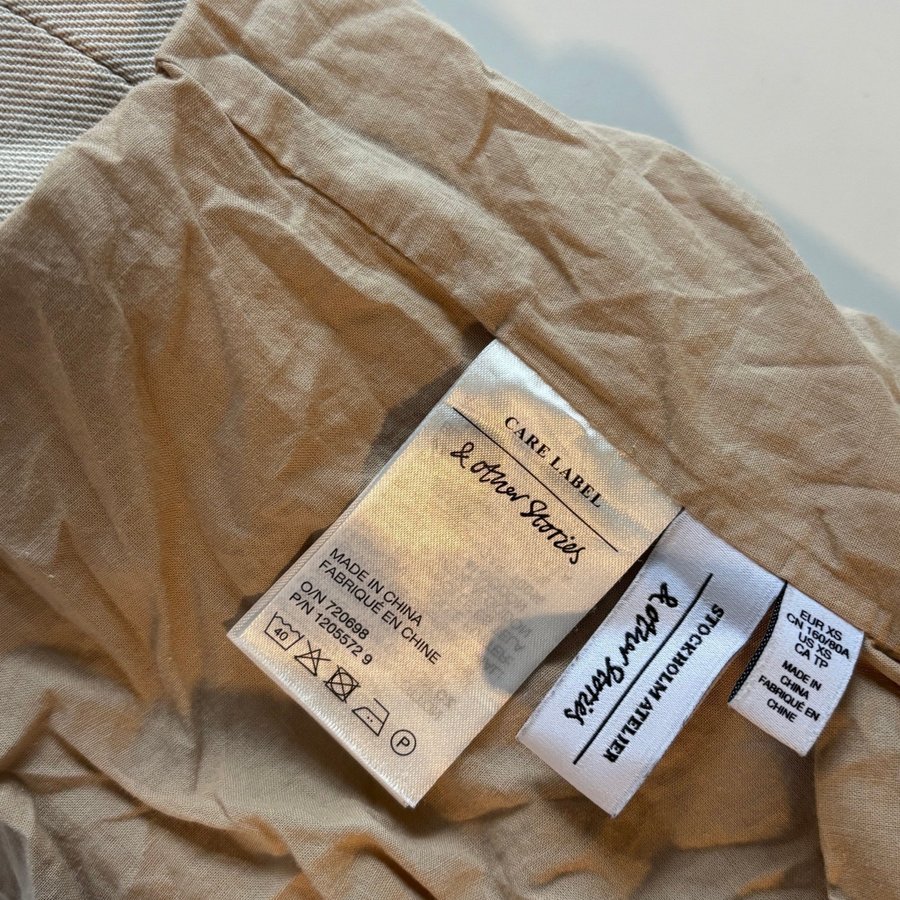 CARE LABEL
& other Stories
MADE IN CHINA
FABRIQUÉ EN CHINE
O/N 720698
P/N 1205572 9
40
P
STOCKHOLM ATELIER
& other Stories
EUR XS
CN 160/80A
US XS
CA TP
MADE IN
CHINA
FABRIQUÉ EN
CHINE